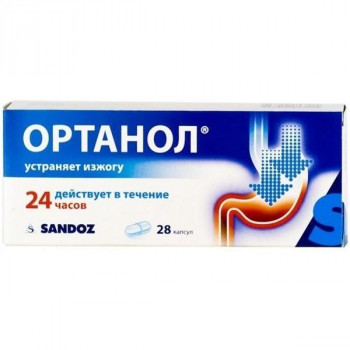 ОРТАНОЛ®
устраняет изжогу
24 действует в течение
часов
SANDOZ
28 капсул